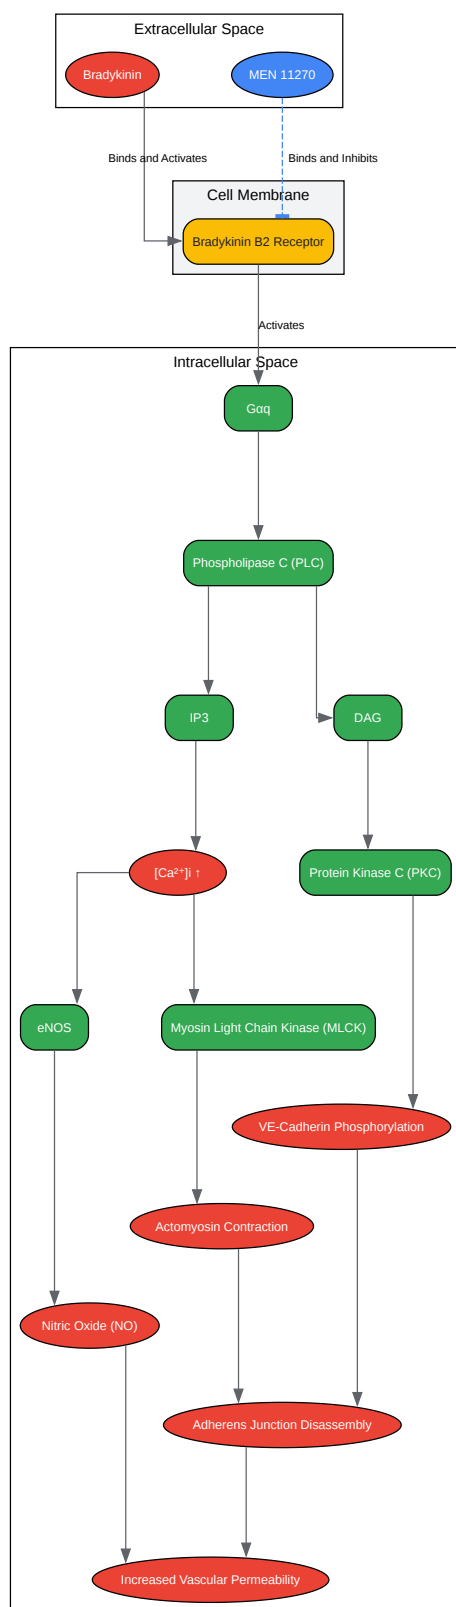 Extracellular Space
Bradykinin
MEN 11270
Binds and Activates
Binds and Inhibits
Cell Membrane
Bradykinin B2 Receptor
Activates
Intracellular Space
Gαq
Phospholipase C (PLC)
IP3
DAG
[Ca²⁺]i ↑
Protein Kinase C (PKC)
eNOS
Myosin Light Chain Kinase (MLCK)
VE-Cadherin Phosphorylation
Actomyosin Contraction
Nitric Oxide (NO)
Adherens Junction Disassembly
Increased Vascular Permeability